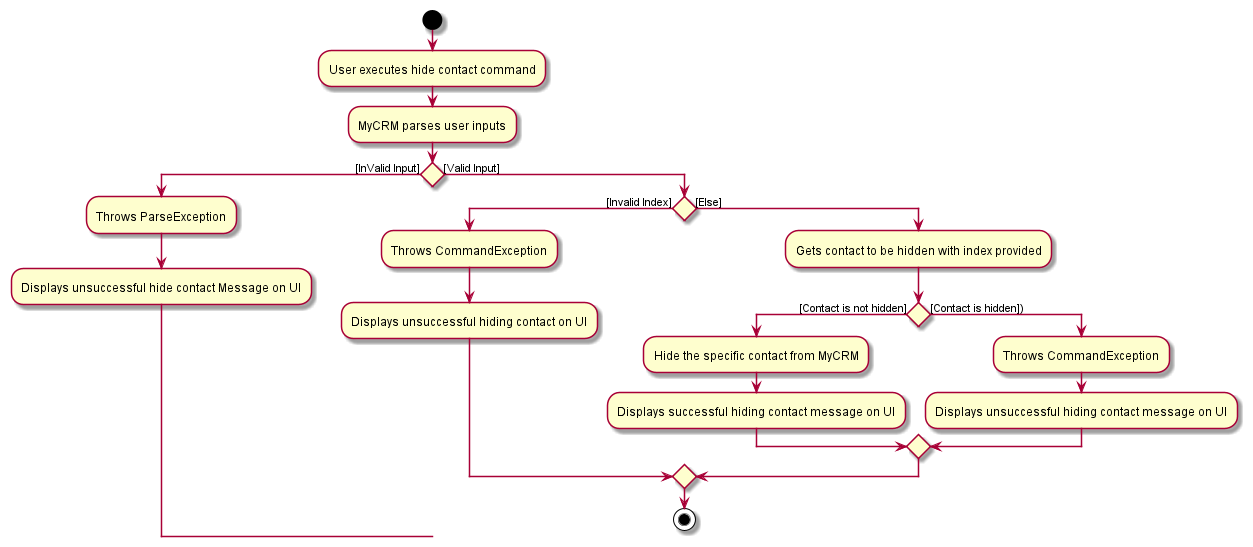 User executes hide contact command
MyCRM parses user inputs
[InValid Input]
[Valid Input]
Throws ParseException
Displays unsuccessful hide contact Message on UI
[Invalid Index]
[Else]
Throws CommandException
Displays unsuccessful hiding contact on UI
Gets contact to be hidden with index provided
[Contact is not hidden]
[Contact is hidden])
Hide the specific contact from MyCRM
Displays successful hiding contact message on UI
Throws CommandException
Displays unsuccessful hiding contact message on UI